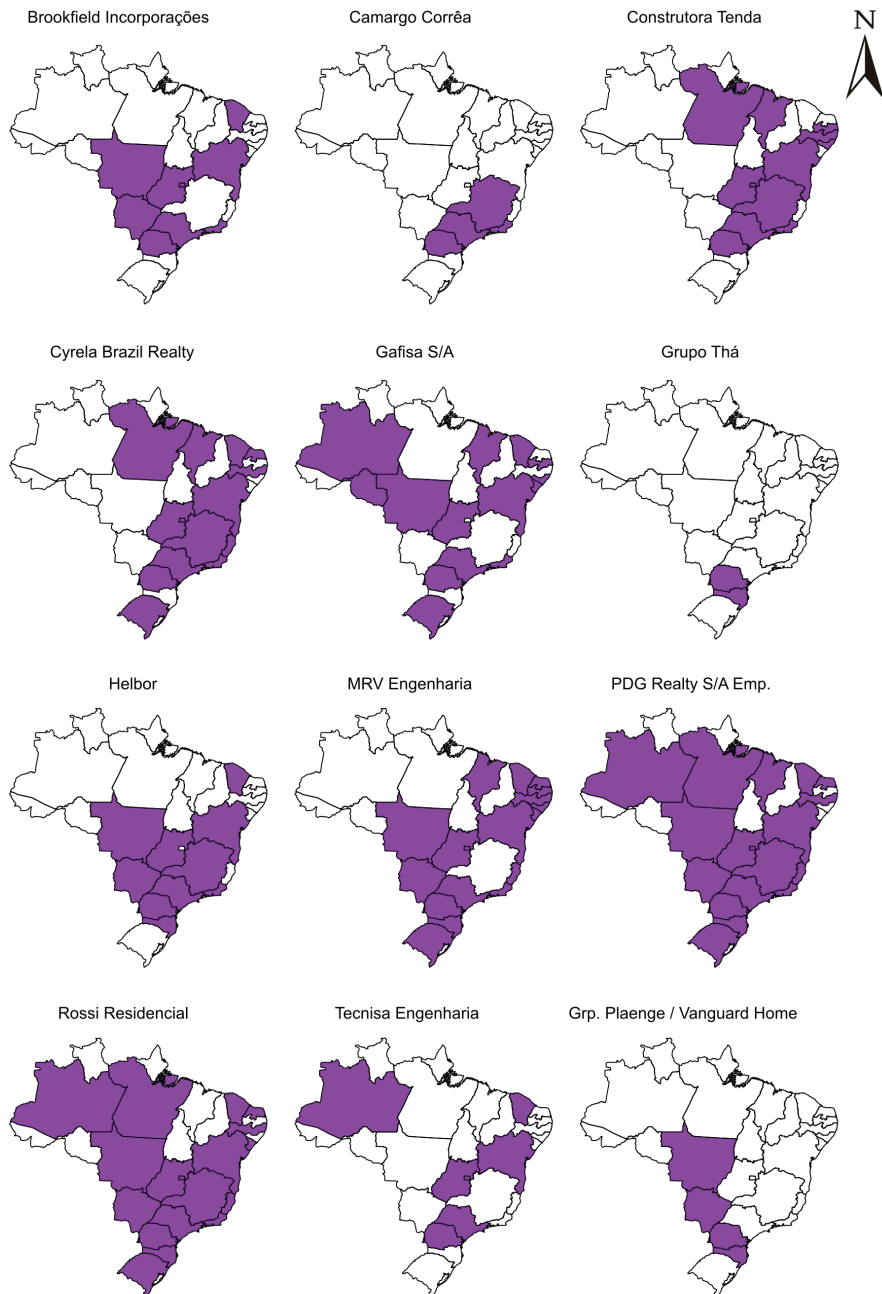 Brookfield Incorporações
Camargo Corrêa
Construtora Tenda
N
Cyrela Brazil Realty
Gafisa S/A
Grupo Thá
Helbor
MRV Engenharia
PDG Realty S/A Emp.
Rossi Residencial
Tecnisa Engenharia
Grp. Plaenge / Vanguard Home